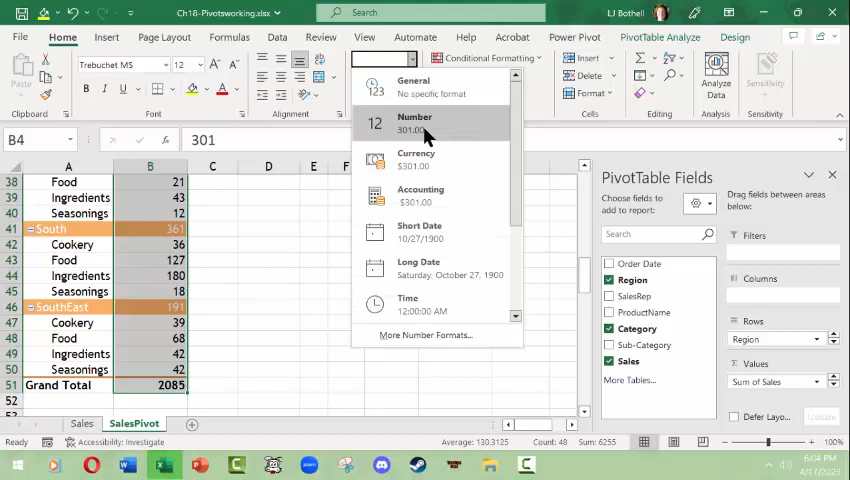 Ch18-Pivotsworking.xlsx
Search
LJ Bothell
File Home Insert Page Layout Formulas Data Review View Automate Help Acrobat Power Pivot PivotTable Analyze Design
Paste
Trebuchet MS 12
B I U
Conditional Formatting
Insert
Delete
Format
Analyze Data
Sensitivity
Clipboard
Font
Alignment
Cells
Editing
Analysis
Sensitivity
General
No specific format
Number
301.00
Currency
$301.00
Accounting
$301.00
Short Date
10/27/1900
Long Date
Saturday, October 27, 1900
Time
12:00:00 AM
More Number Formats...
B4
301
A B C D E F
38 Food 21
39 Ingredients 43
40 Seasonings 12
41 South 361
42 Cookery 36
43 Food 127
44 Ingredients 180
45 Seasonings 18
46 SouthEast 191
47 Cookery 39
48 Food 68
49 Ingredients 42
50 Seasonings 42
51 Grand Total 2085
52
PivotTable Fields
Choose fields to add to report:
Search
Order Date
Region
SalesRep
ProductName
Category
Sub-Category
Sales
More Tables...
Drag fields between areas below:
Filters
Columns
Rows
Region
Values
Sum of Sales
Defer Layo...
Update
Sales
SalesPivot
Ready
Accessibility: Investigate
Average: 130.3125 Count: 48 Sum: 6255
100%
6:04 PM
4/17/2023